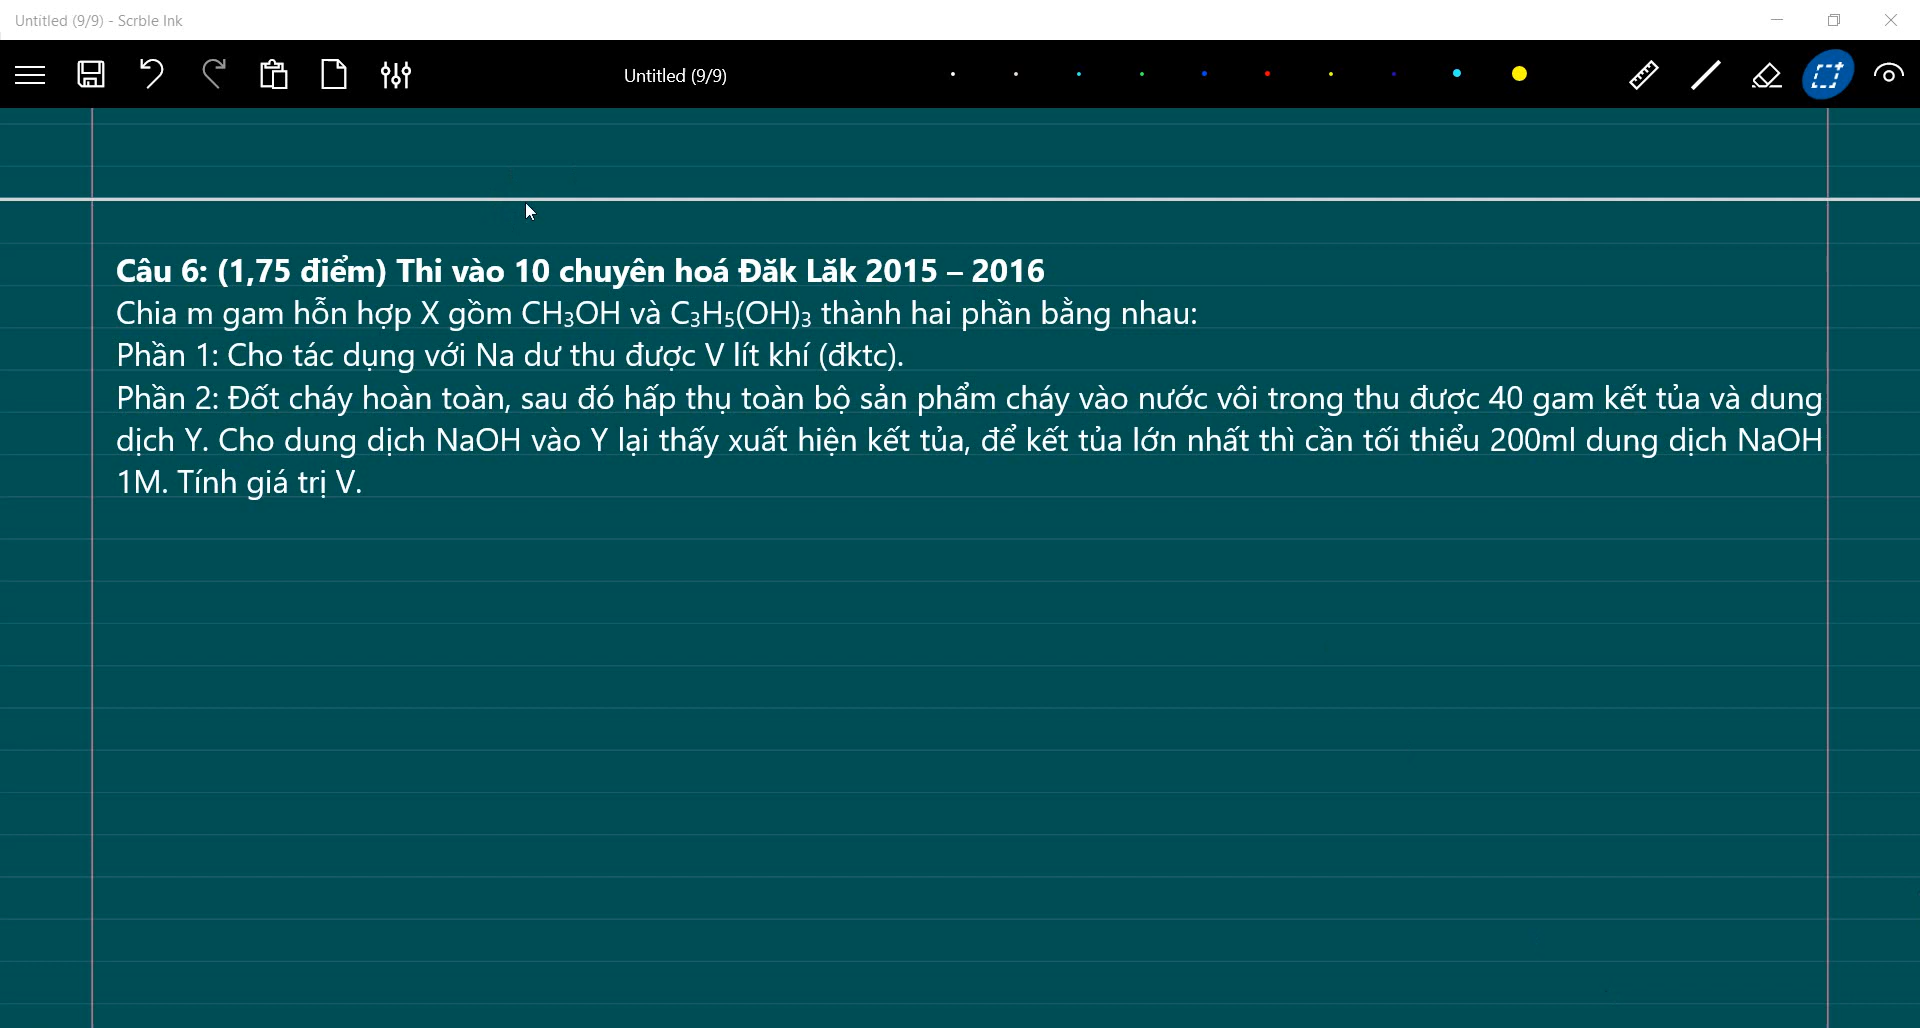 Untitled (9/9) - Scrble Ink
Untitled (9/9)
Câu 6: (1,75 điểm) Thi vào 10 chuyên hoá Đăk Lăk 2015 – 2016
Chia m gam hỗn hợp X gồm CH₃OH và C₃H₅(OH)₃ thành hai phần bằng nhau:
Phần 1: Cho tác dụng với Na dư thu được V lít khí (đktc).
Phần 2: Đốt cháy hoàn toàn, sau đó hấp thụ toàn bộ sản phẩm cháy vào nước vôi trong thu được 40 gam kết tủa và dung
dịch Y. Cho dung dịch NaOH vào Y lại thấy xuất hiện kết tủa, để kết tủa lớn nhất thì cần tối thiểu 200ml dung dịch NaOH
1M. Tính giá trị V.